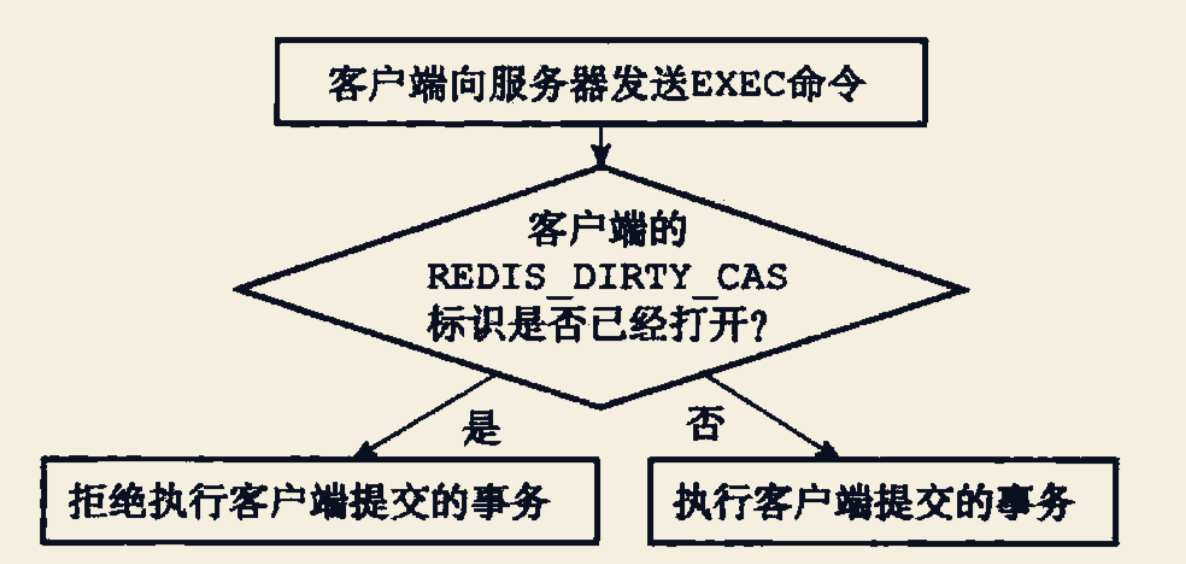 客户端向服务器发送EXEC命令
客户端的
REDIS_DIRTY_CAS
标识是否已经打开?
是
否
拒绝执行客户端提交的事务
执行客户端提交的事务